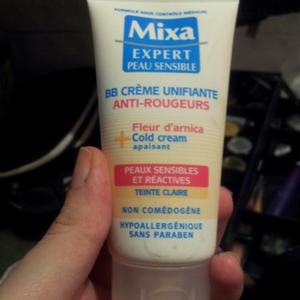 FORMULÉ SOUS CONTRÔLE MÉDICAL
Mixa
EXPERT
PEAU SENSIBLE
BB CRÈME UNIFIANTE
ANTI-ROUGEURS
Fleur d'arnica
+ Cold cream
apaisant
PEAUX SENSIBLES
ET RÉACTIVES
TEINTE CLAIRE
NON COMÉDOGÈNE
HYPOALLERGÉNIQUE
SANS PARABEN